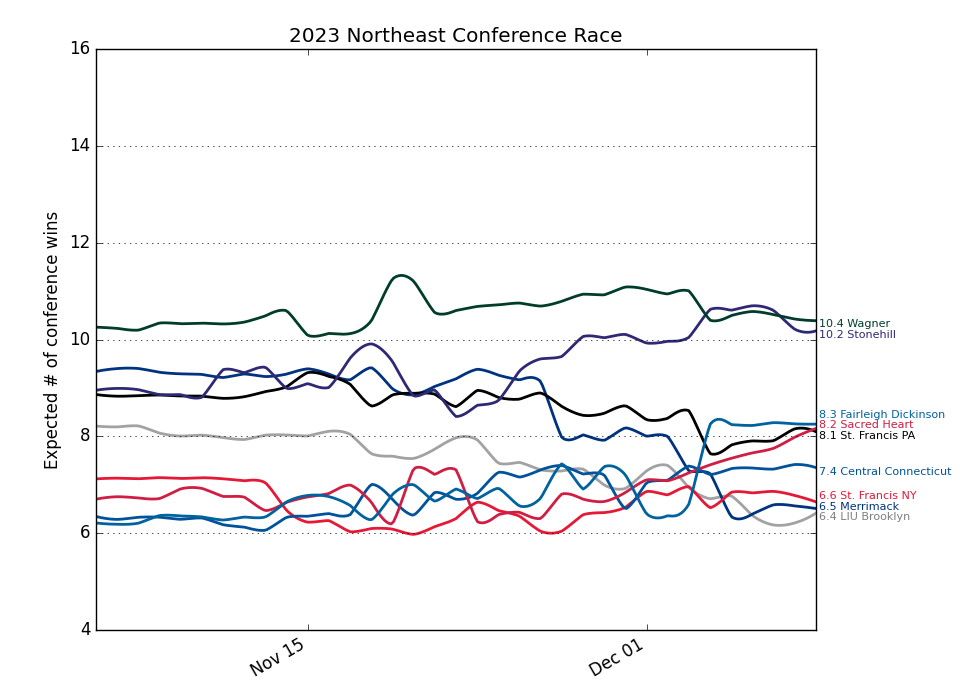 2023 Northeast Conference Race
Expected # of conference wins
16
14
12
10
8
6
4
Nov 15
Dec 01
10.4 Wagner
10.2 Stonehill
8.3 Fairleigh Dickinson
8.2 Sacred Heart
8.1 St. Francis PA
7.4 Central Connecticut
6.6 St. Francis NY
6.5 Merrimack
6.4 LIU Brooklyn